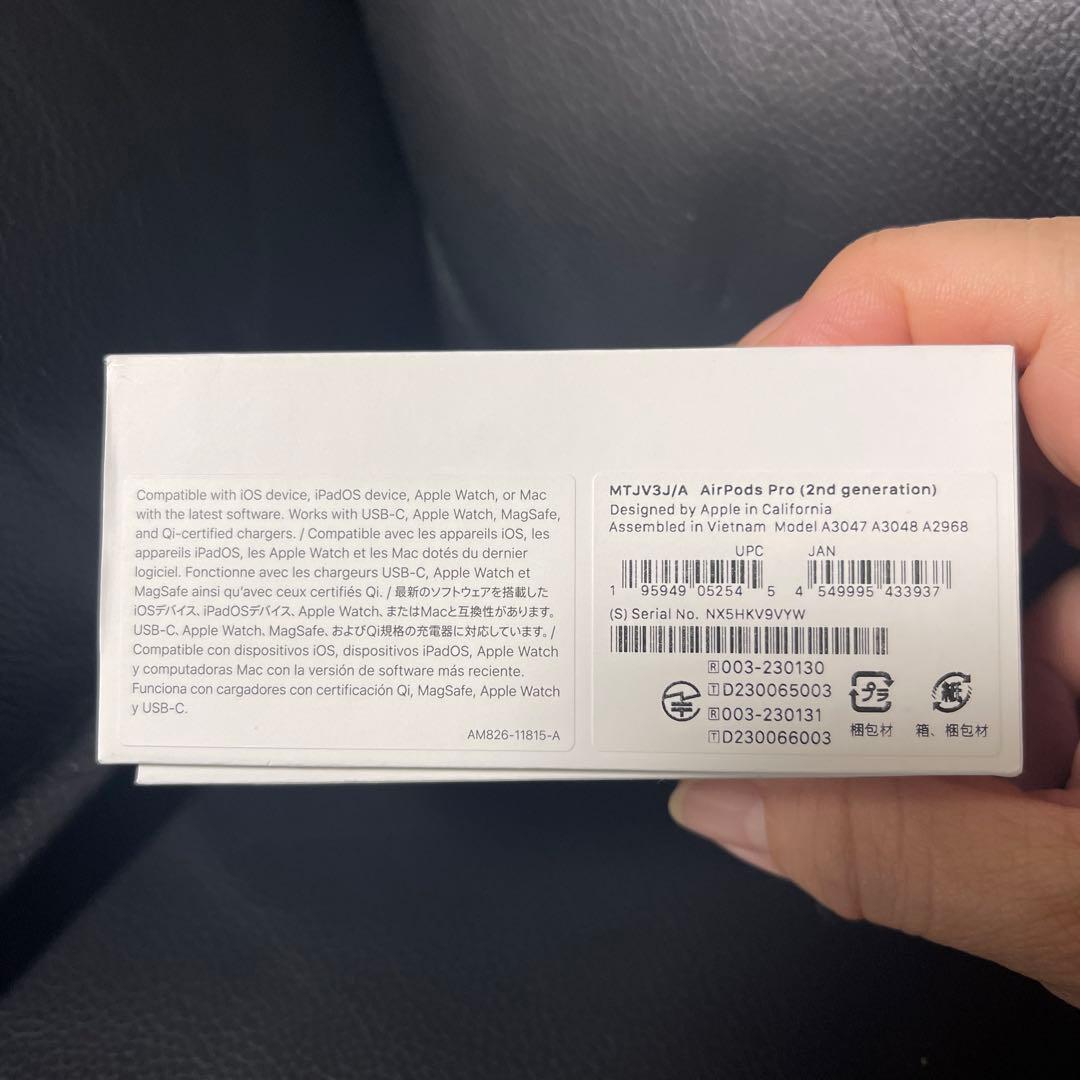 Compatible with iOS device, iPadOS device, Apple Watch, or Mac
with the latest software. Works with USB-C, Apple Watch, MagSafe,
and Qi-certified chargers. / Compatible avec les appareils iOS, les
appareils iPadOS, les Apple Watch et les Mac dotés du dernier
logiciel. Fonctionne avec les chargeurs USB-C, Apple Watch et
MagSafe ainsi qu'avec ceux certifiés Qi. / 最新のソフトウェアを搭載した
iOSデバイス、iPadOSデバイス、Apple Watch、またはMacと互換性があります。
USB-C、Apple Watch、MagSafe、およびQi規格の充電器に対応しています。/
Compatible con dispositivos iOS, dispositivos iPadOS, Apple Watch
y computadoras Mac con la versión de software más reciente.
Funciona con cargadores con certificación Qi, MagSafe, Apple Watch
y USB-C.
AM826-11815-A
MTJV3J/A AirPods Pro (2nd generation)
Designed by Apple in California
Assembled in Vietnam Model A3047 A3048 A2968
UPC JAN
1 95949 05254 5 4 549995 433937
(S) Serial No. NX5HKV9VYW
R 003-230130
T D230065003
R 003-231131
T D230066003
プラ
梱包材
紙
箱、梱包材